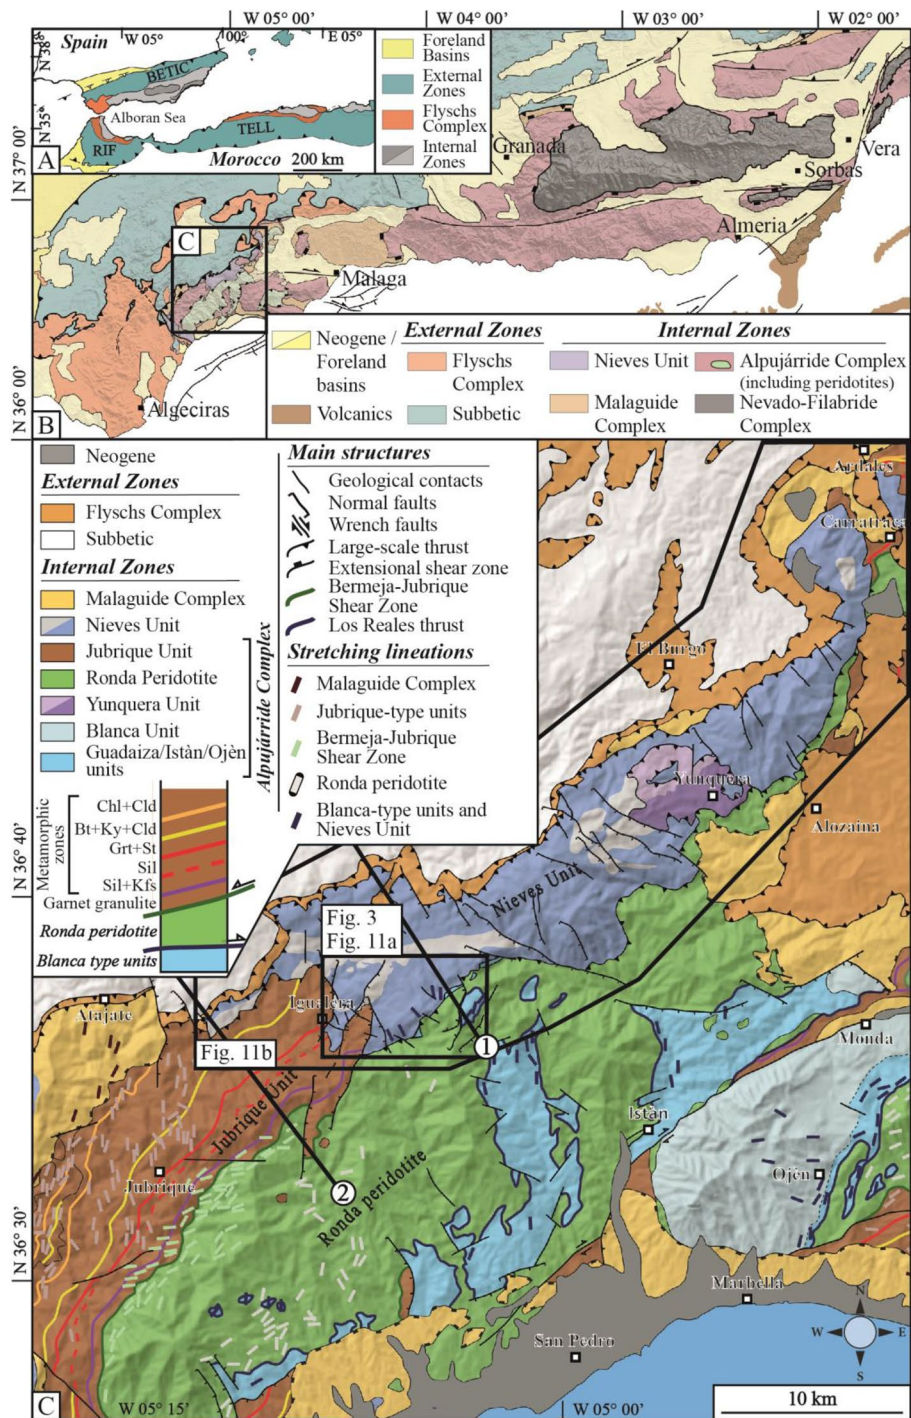 W 05° 00'
W 04° 00'
W 03° 00'
W 02° 00'
N 38°
N 35°
N 37° 00'
N 36° 00'
Spain
W 05°
00°
E 05°
BETIC
Alboran Sea
RIF
TELL
Morocco
200 km
A
Foreland
Basins
External
Zones
Flyschs
Complex
Internal
Zones
Granada
Vera
Sorbas
Almeria
C
Malaga
Algeciras
B
External Zones
Internal Zones
Neogene /
Foreland
basins
Volcanics
Flyschs
Complex
Subbetic
Nieves Unit
Malaguide
Complex
Alpujárride Complex
(including peridotites)
Nevado-Filabride
Complex
Neogene
External Zones
Flyschs Complex
Subbetic
Internal Zones
Malaguide Complex
Nieves Unit
Jubrique Unit
Ronda Peridotite
Yunquera Unit
Blanca Unit
Guadaiza/Istàn/Ojèn
units
Alpujárride Complex
Metamorphic
zones
Chl+Cld
Bt+Ky+Cld
Grt+St
Sil
Sil+Kfs
Garnet granulite
Ronda peridotite
Blanca type units
Main structures
Geological contacts
Normal faults
Wrench faults
Large-scale thrust
Extensional shear zone
Bermeja-Jubrique
Shear Zone
Los Reales thrust
Stretching lineations
Malaguide Complex
Jubrique-type units
Bermeja-Jubrique
Shear Zone
Ronda peridotite
Blanca-type units and
Nieves Unit
Ardales
Carratraca
El Burgo
Yunquera
Alozaina
Nieves Unit
Fig. 3
Fig. 11a
Igualéra
Atajate
Fig. 11b
1
Monda
Jubrique Unit
Istàn
Jubrique
Ojèn
2
Ronda peridotite
Marbella
San Pedro
N
W
E
S
N 36° 40'
N 36° 30'
C
W 05° 15'
W 05° 00'
10 km